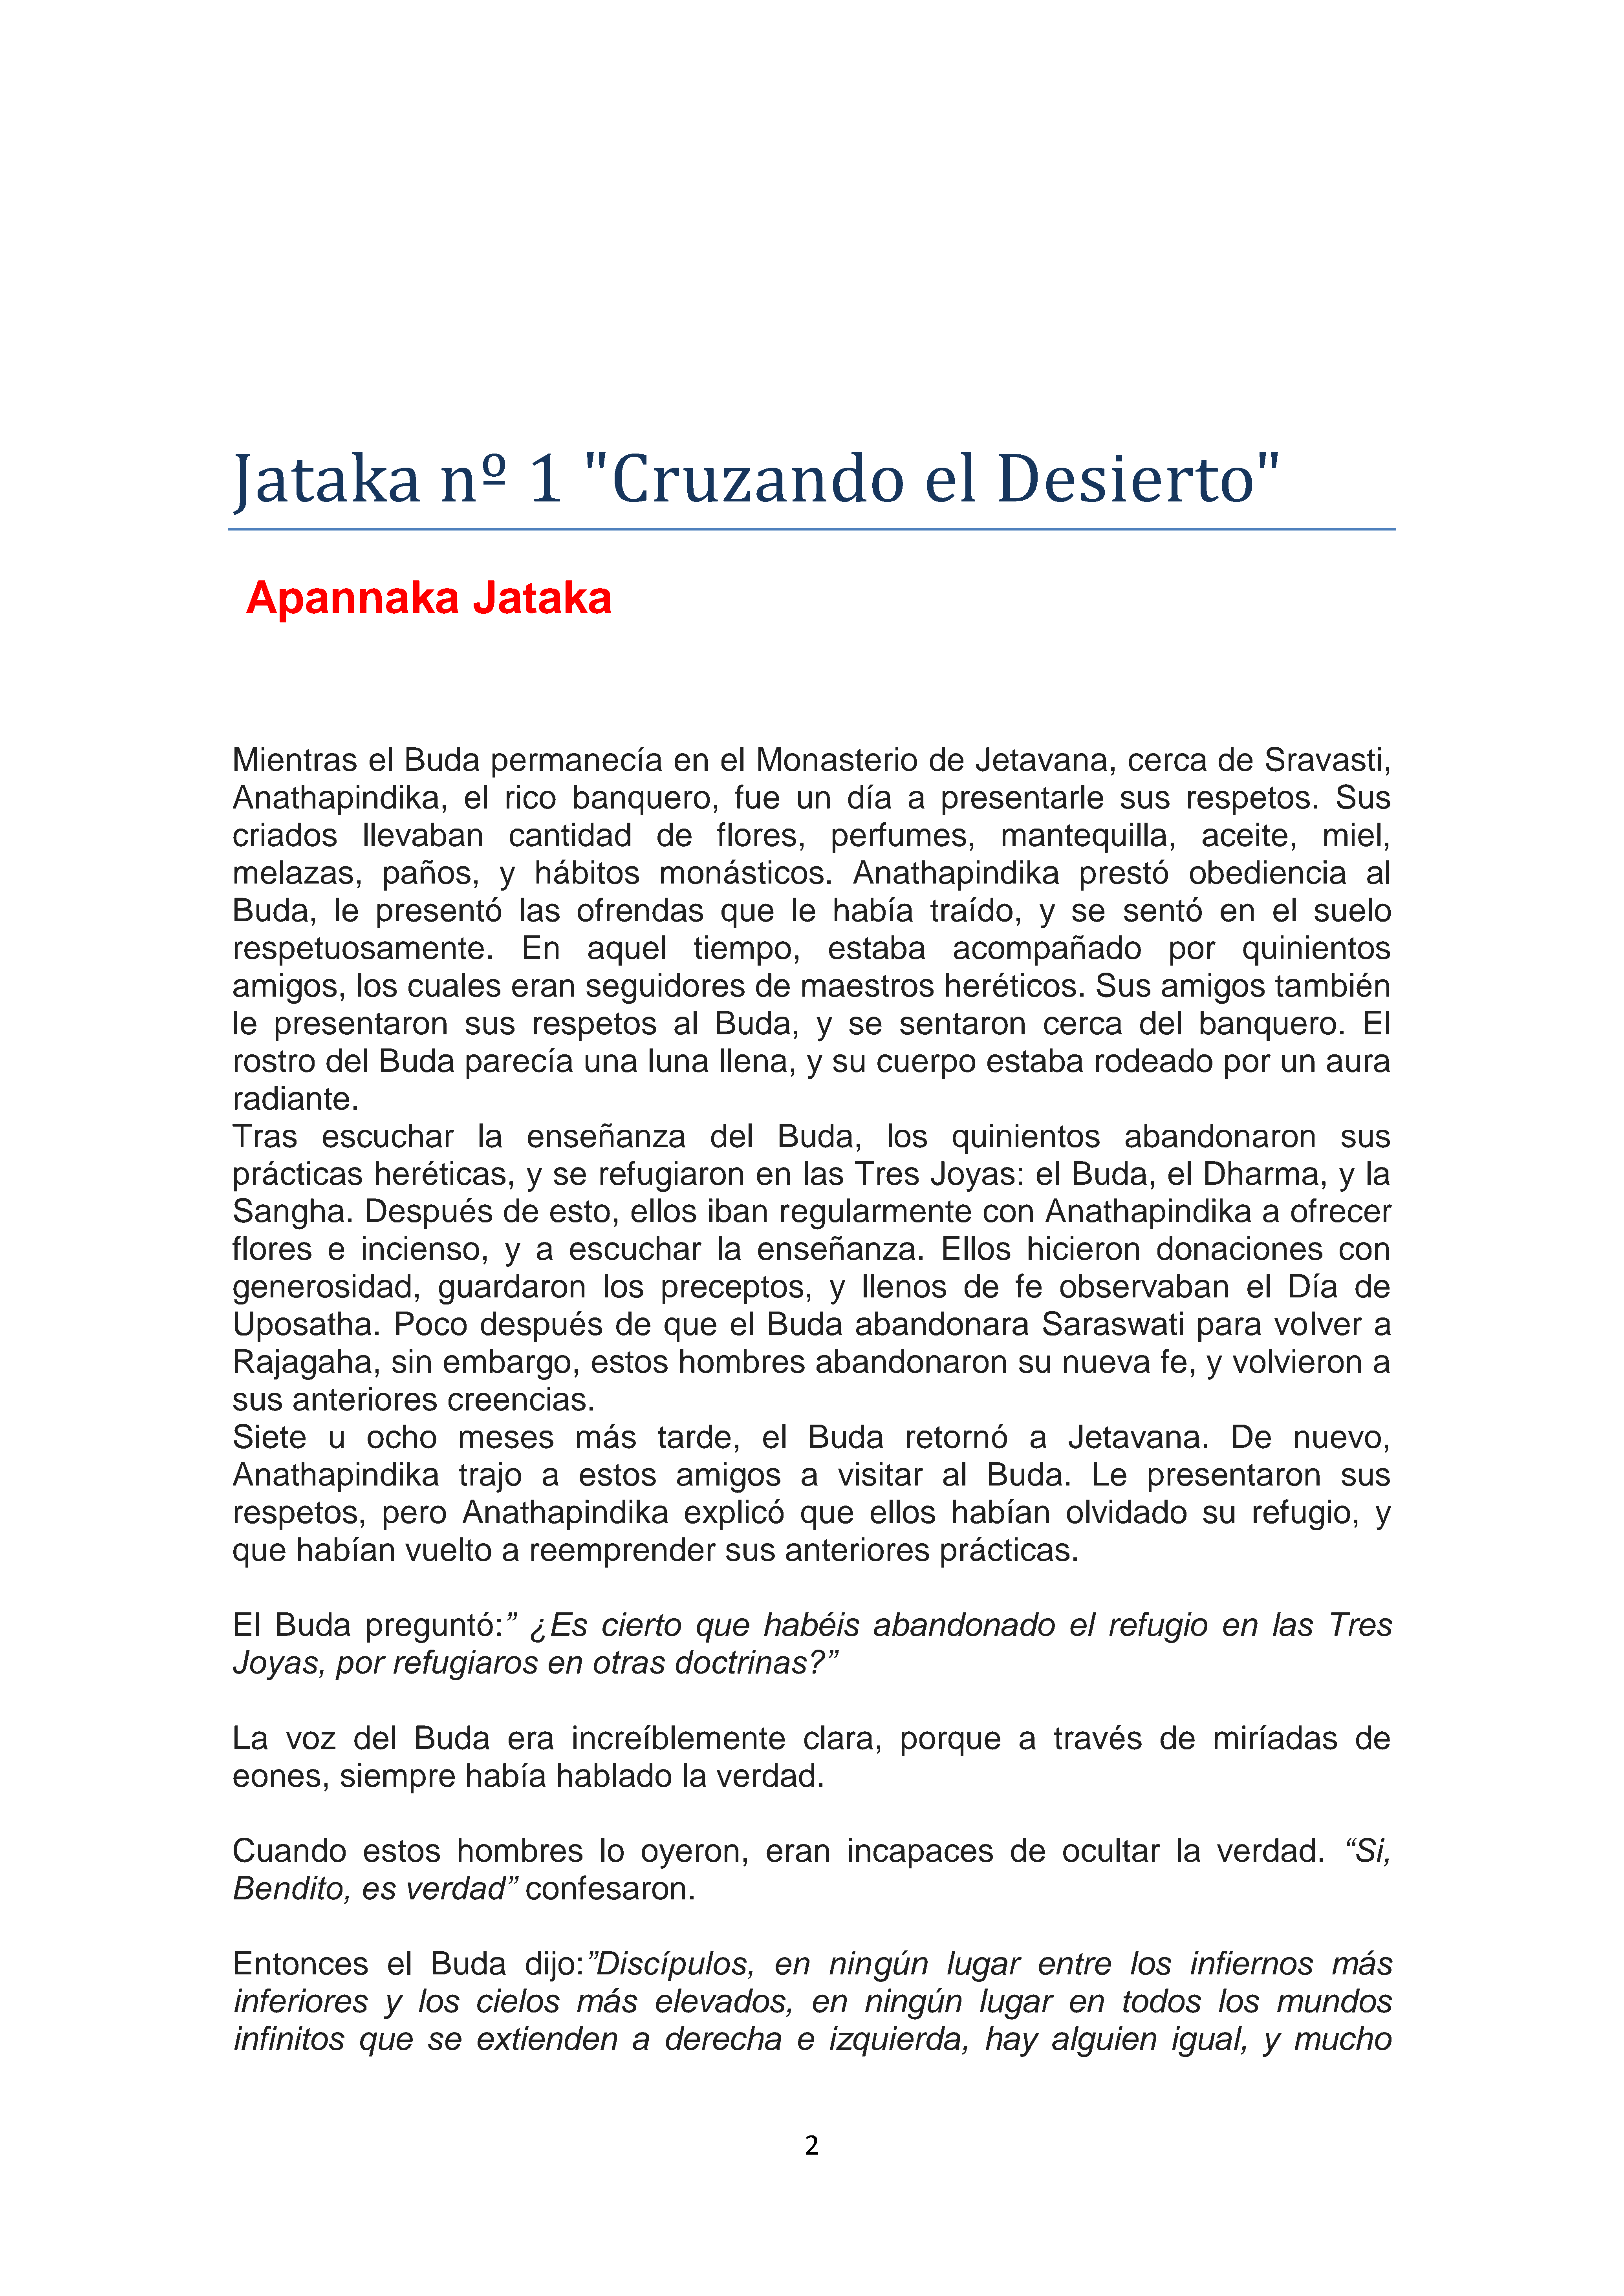 Jataka nº 1 "Cruzando el Desierto"
Apannaka Jataka
Mientras el Buda permanecía en el Monasterio de Jetavana, cerca de Sravasti,
Anathapindika, el rico banquero, fue un día a presentarle sus respetos. Sus
criados llevaban cantidad de flores, perfumes, mantequilla, aceite, miel,
melazas, paños, y hábitos monásticos. Anathapindika prestó obediencia al
Buda, le presentó las ofrendas que le había traído, y se sentó en el suelo
respetuosamente. En aquel tiempo, estaba acompañado por quinientos
amigos, los cuales eran seguidores de maestros heréticos. Sus amigos también
le presentaron sus respetos al Buda, y se sentaron cerca del banquero. El
rostro del Buda parecía una luna llena, y su cuerpo estaba rodeado por un aura
radiante.
Tras escuchar la enseñanza del Buda, los quinientos abandonaron sus
prácticas heréticas, y se refugiaron en las Tres Joyas: el Buda, el Dharma, y la
Sangha. Después de esto, ellos iban regularmente con Anathapindika a ofrecer
flores e incienso, y a escuchar la enseñanza. Ellos hicieron donaciones con
generosidad, guardaron los preceptos, y llenos de fe observaban el Día de
Uposatha. Poco después de que el Buda abandonara Saraswati para volver a
Rajagaha, sin embargo, estos hombres abandonaron su nueva fe, y volvieron a
sus anteriores creencias.
Siete u ocho meses más tarde, el Buda retornó a Jetavana. De nuevo,
Anathapindika trajo a estos amigos a visitar al Buda. Le presentaron sus
respetos, pero Anathapindika explicó que ellos habían olvidado su refugio, y
que habían vuelto a reemprender sus anteriores prácticas.
El Buda preguntó:” ¿Es cierto que habéis abandonado el refugio en las Tres
Joyas, por refugiaros en otras doctrinas?”
La voz del Buda era increíblemente clara, porque a través de miríadas de
eones, siempre había hablado la verdad.
Cuando estos hombres lo oyeron, eran incapaces de ocultar la verdad. “Si,
Bendito, es verdad” confesaron.
Entonces el Buda dijo:”Discípulos, en ningún lugar entre los infiernos más
inferiores y los cielos más elevados, en ningún lugar en todos los mundos
infinitos que se extienden a derecha e izquierda, hay alguien igual, y mucho
2